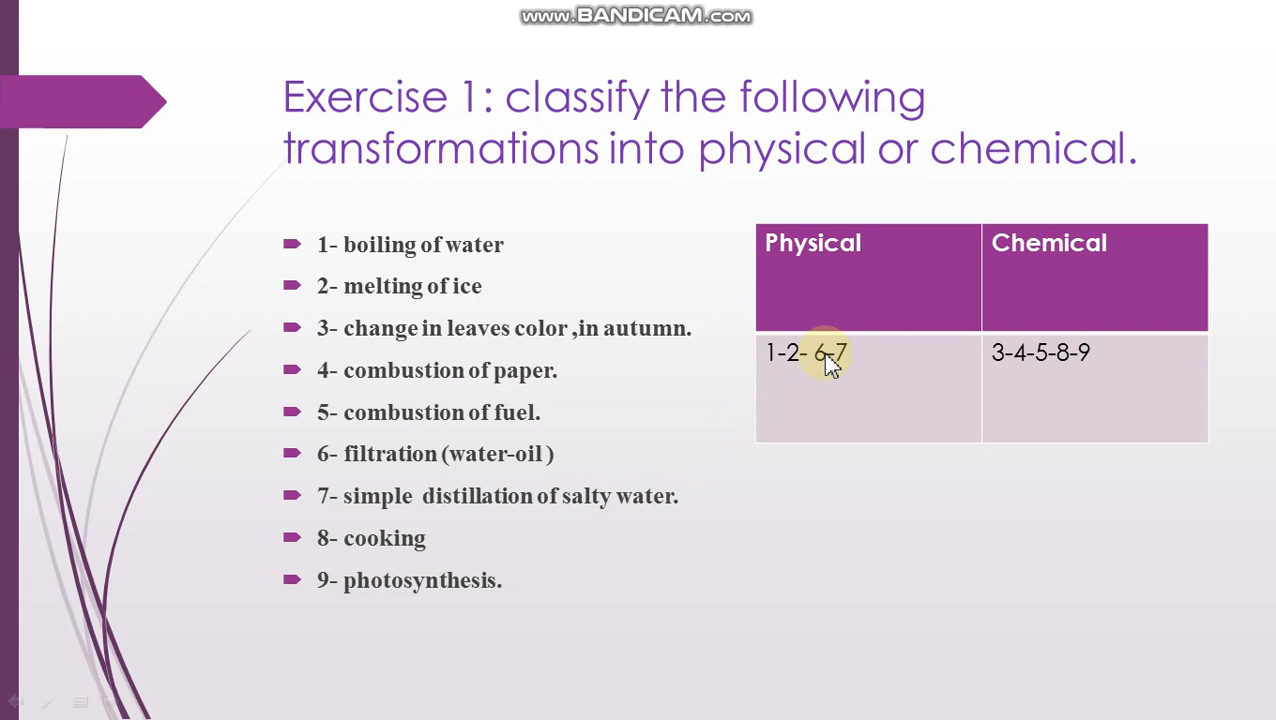 www.BANDICAM.com
Exercise 1: classify the following
transformations into physical or chemical.
1- boiling of water
2- melting of ice
3- change in leaves color ,in autumn.
4- combustion of paper.
5- combustion of fuel.
6- filtration (water-oil )
7- simple distillation of salty water.
8- cooking
9- photosynthesis.
Physical Chemical
1-2- 6-7 3-4-5-8-9